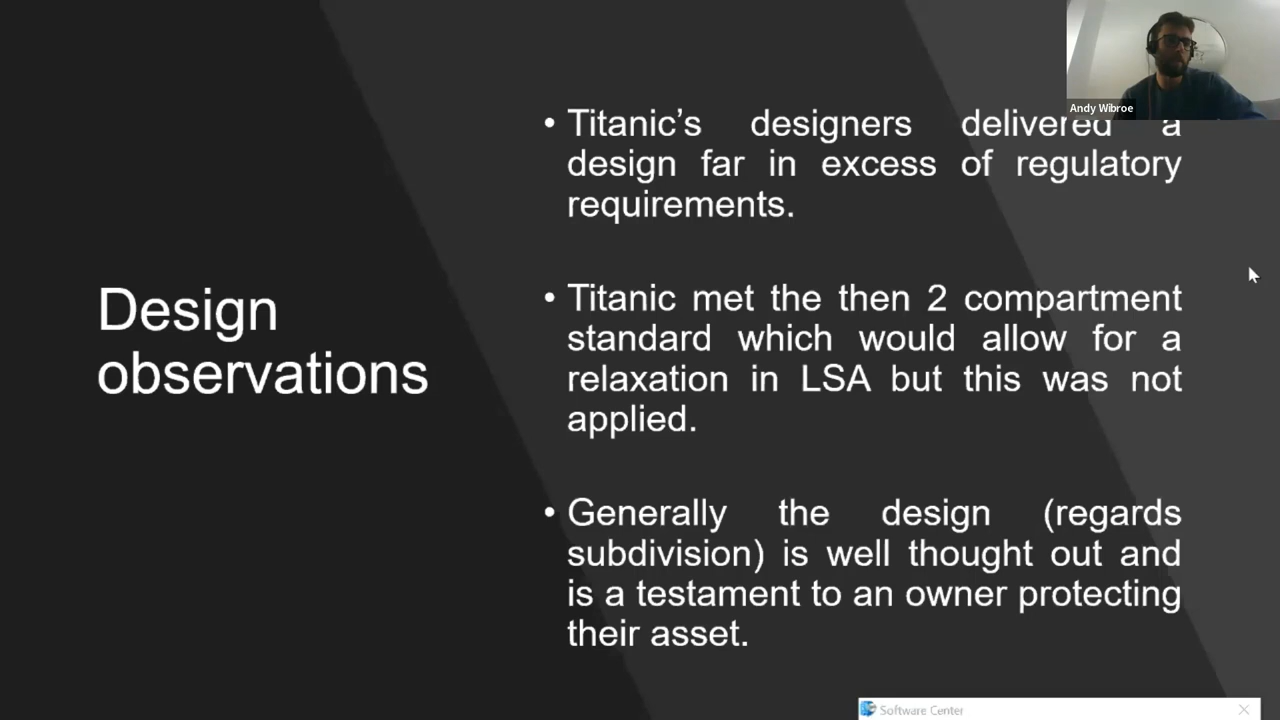 Andy Wibroe
• Titanic's designers delivered a
design far in excess of regulatory
requirements.
Design
observations
• Titanic met the then 2 compartment
standard which would allow for a
relaxation in LSA but this was not
applied.
• Generally the design (regards
subdivision) is well thought out and
is a testament to an owner protecting
their asset.
Software Center